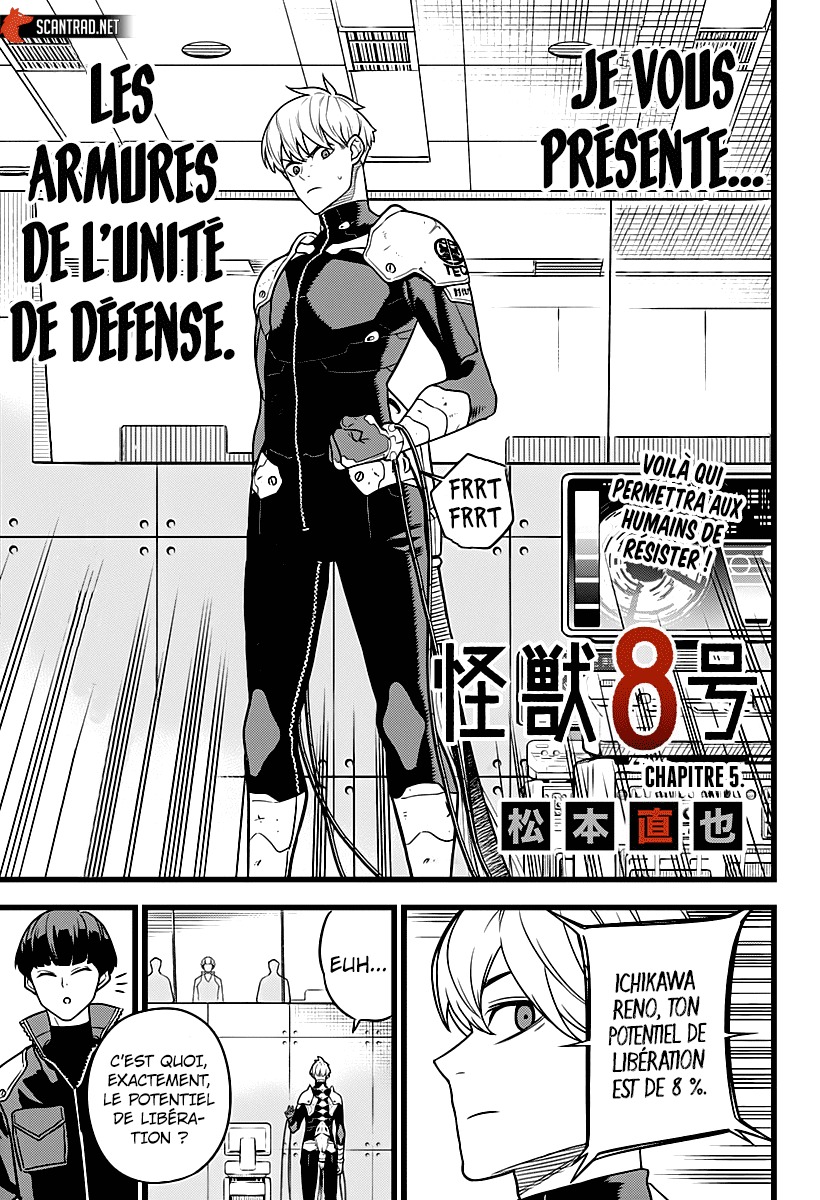 SCANTRAD.NET
JE VOUS
PRÉSENTE...
LES
ARMURES
DE L'UNITÉ
DE DÉFENSE.
FRRT
FRRT
VOILÀ QUI
PERMETTRA AUX
HUMAINS DE
RESISTER !
怪獣8号
CHAPITRE 5.
松本直也
ICHIKAWA
RENO, TON
POTENTIEL DE
LIBÉRATION
EST DE 8 %.
EUH...
C'EST QUOI,
EXACTEMENT,
LE POTENTIEL
DE LIBÉRA-
TION ?